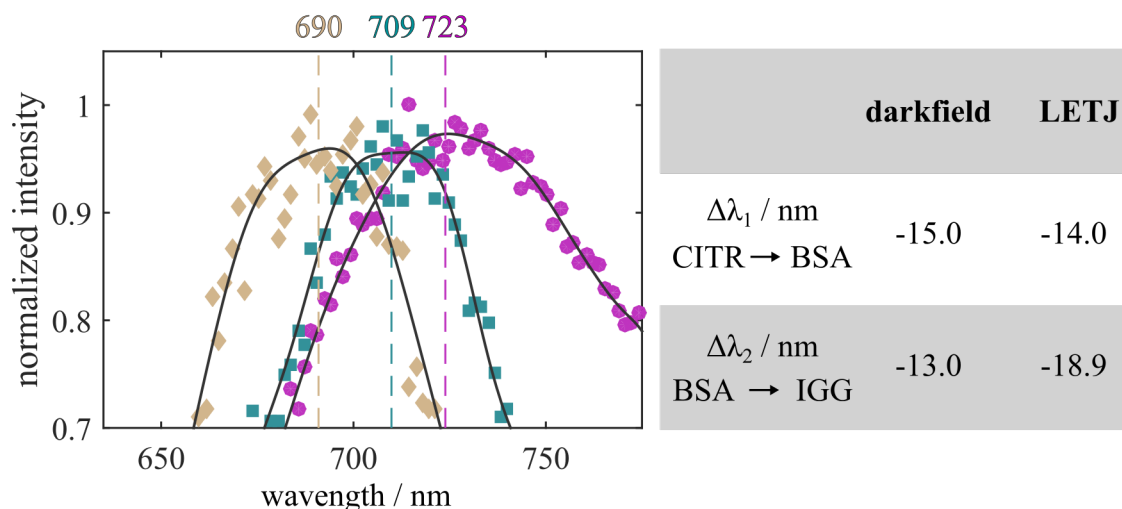 690 709 723
normalized intensity
1
0.9
0.8
0.7
650 700 750
wavength / nm
darkfield LETJ
Δλ₁ / nm
CITR → BSA
-15.0 -14.0
Δλ₂ / nm
BSA → IGG
-13.0 -18.9